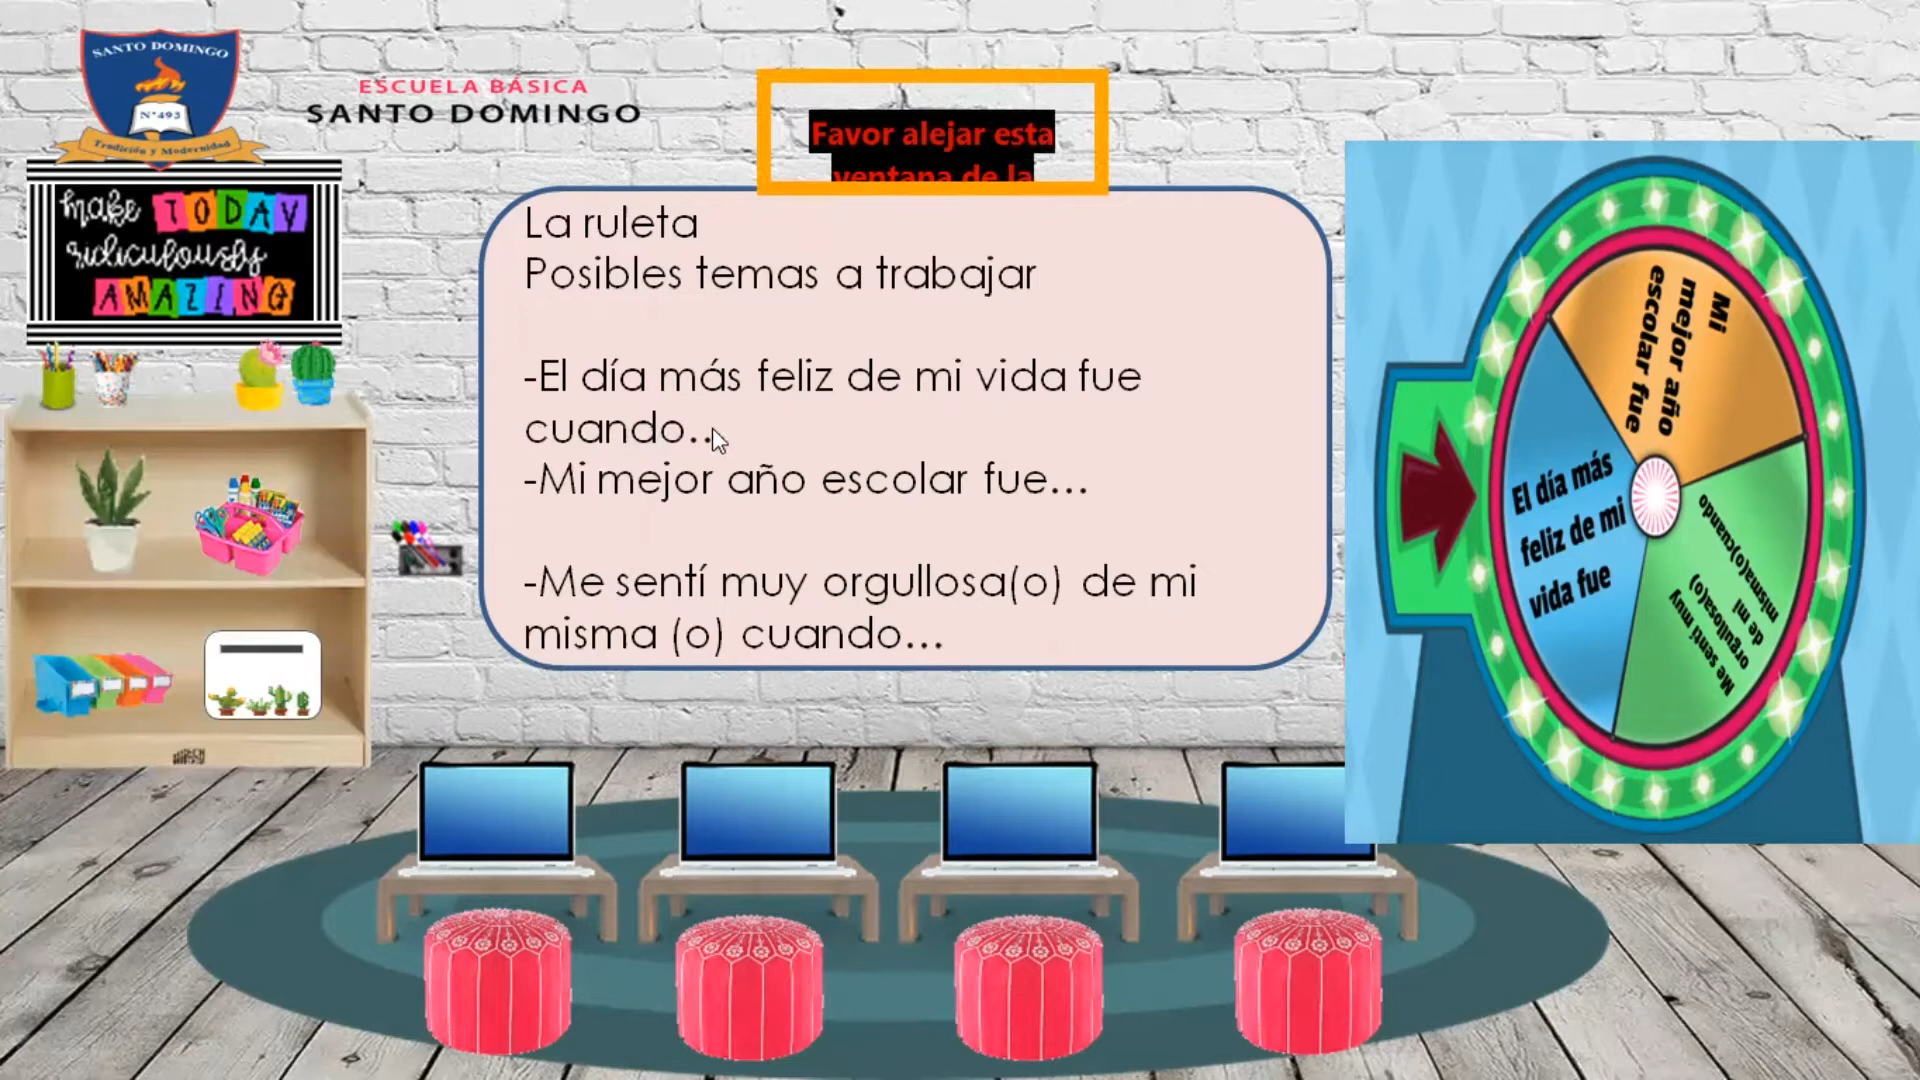 SANTO DOMINGO
N°493
Tradición y Modernidad
ESCUELA BÁSICA
SANTO DOMINGO
make TODAY
ridiculously
AMAZING
Favor alejar esta
ventana de la
La ruleta
Posibles temas a trabajar
-El día más feliz de mi vida fue
cuando..
-Mi mejor año escolar fue...
-Me sentí muy orgullosa(o) de mi
misma (o) cuando...
Mi
mejor año
escolar fue
El día más
feliz de mi
vida fue
Me sentí muy
orgullosa(o)
de mi
misma(o)cuando